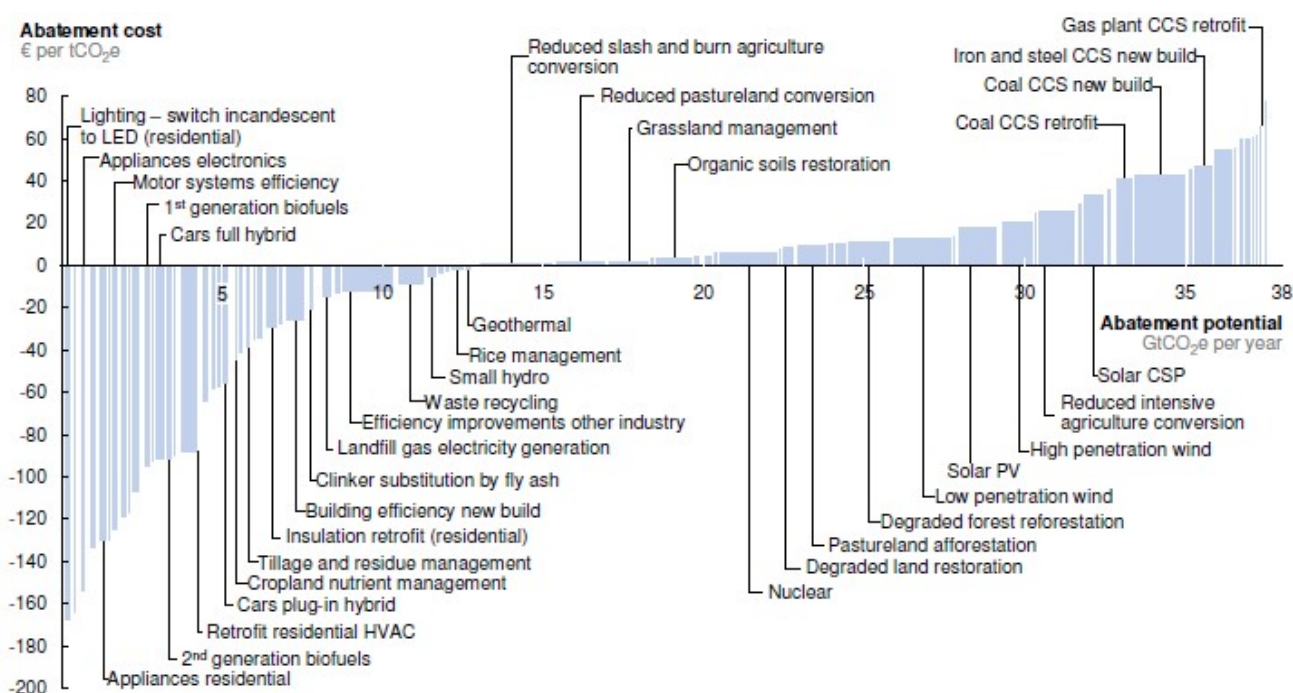 Abatement cost
€ per tCO₂e
80
60
40
20
0
-20
-40
-60
-80
-100
-120
-140
-160
-180
-200
Lighting – switch incandescent
to LED (residential)
Appliances electronics
Motor systems efficiency
1st generation biofuels
Cars full hybrid
Reduced slash and burn agriculture
conversion
Reduced pastureland conversion
Grassland management
Organic soils restoration
Gas plant CCS retrofit
Iron and steel CCS new build
Coal CCS new build
Coal CCS retrofit
5
10
15
20
25
30
35
38
Abatement potential
GtCO₂e per year
Geothermal
Rice management
Small hydro
Waste recycling
Efficiency improvements other industry
Landfill gas electricity generation
Clinker substitution by fly ash
Building efficiency new build
Insulation retrofit (residential)
Tillage and residue management
Cropland nutrient management
Cars plug-in hybrid
Retrofit residential HVAC
2nd generation biofuels
Appliances residential
Solar CSP
Reduced intensive
agriculture conversion
High penetration wind
Solar PV
Low penetration wind
Degraded forest reforestation
Pastureland afforestation
Degraded land restoration
Nuclear